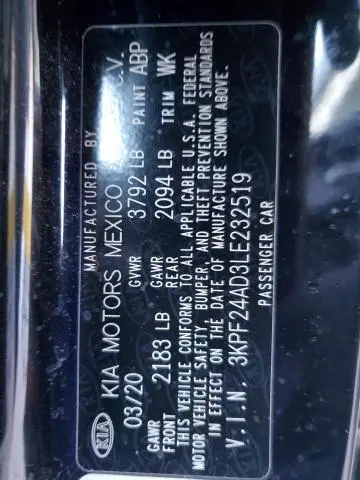 MANUFACTURED BY
KIA KIA MOTORS MEXICO C.V.
03/20 GVWR 3792 LB PAINT ABP
GAWR FRONT 2183 LB GAWR REAR 2094 LB TRIM WK
THIS VEHICLE CONFORMS TO ALL APPLICABLE U.S.A. FEDERAL
MOTOR VEHICLE SAFETY, BUMPER, AND THEFT PREVENTION STANDARDS
IN EFFECT ON THE DATE OF MANUFACTURE SHOWN ABOVE.
V.I.N. 3KPF24AD3LE232519
PASSENGER CAR